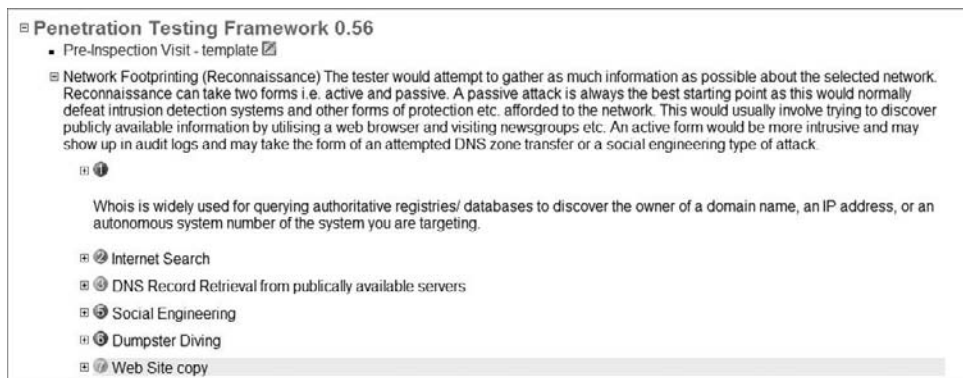 Penetration Testing Framework 0.56
Pre-Inspection Visit - template
Network Footprinting (Reconnaissance) The tester would attempt to gather as much information as possible about the selected network.
Reconnaissance can take two forms i.e. active and passive. A passive attack is always the best starting point as this would normally
defeat intrusion detection systems and other forms of protection etc. afforded to the network. This would usually involve trying to discover
publicly available information by utilising a web browser and visiting newsgroups etc. An active form would be more intrusive and may
show up in audit logs and may take the form of an attempted DNS zone transfer or a social engineering type of attack.
1
Whois is widely used for querying authoritative registries/ databases to discover the owner of a domain name, an IP address, or an
autonomous system number of the system you are targeting.
2 Internet Search
4 DNS Record Retrieval from publically available servers
5 Social Engineering
6 Dumpster Diving
7 Web Site copy